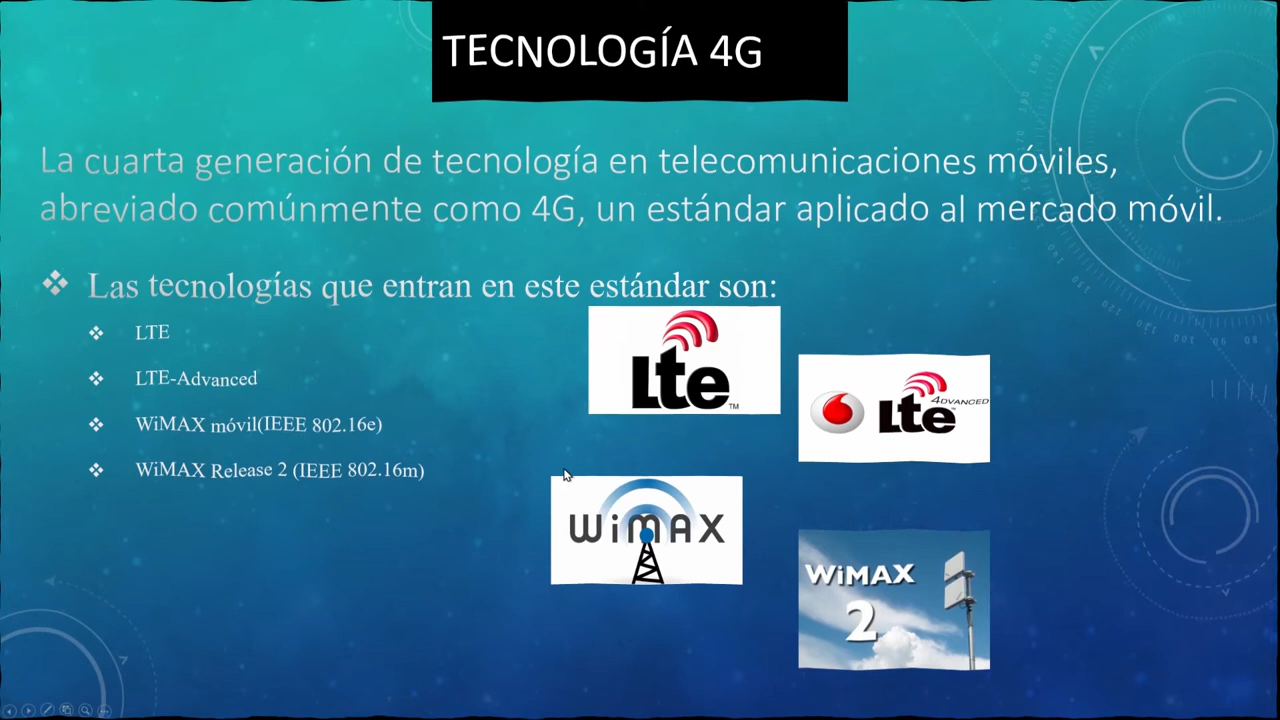 TECNOLOGÍA 4G
La cuarta generación de tecnología en telecomunicaciones móviles,
abreviado comúnmente como 4G, un estándar aplicado al mercado móvil.
Las tecnologías que entran en este estándar son:
LTE
LTE-Advanced
WiMAX móvil(IEEE 802.16e)
WiMAX Release 2 (IEEE 802.16m)
Lte TM
4DVANCED
Lte
WiMAX
WiMAX
2